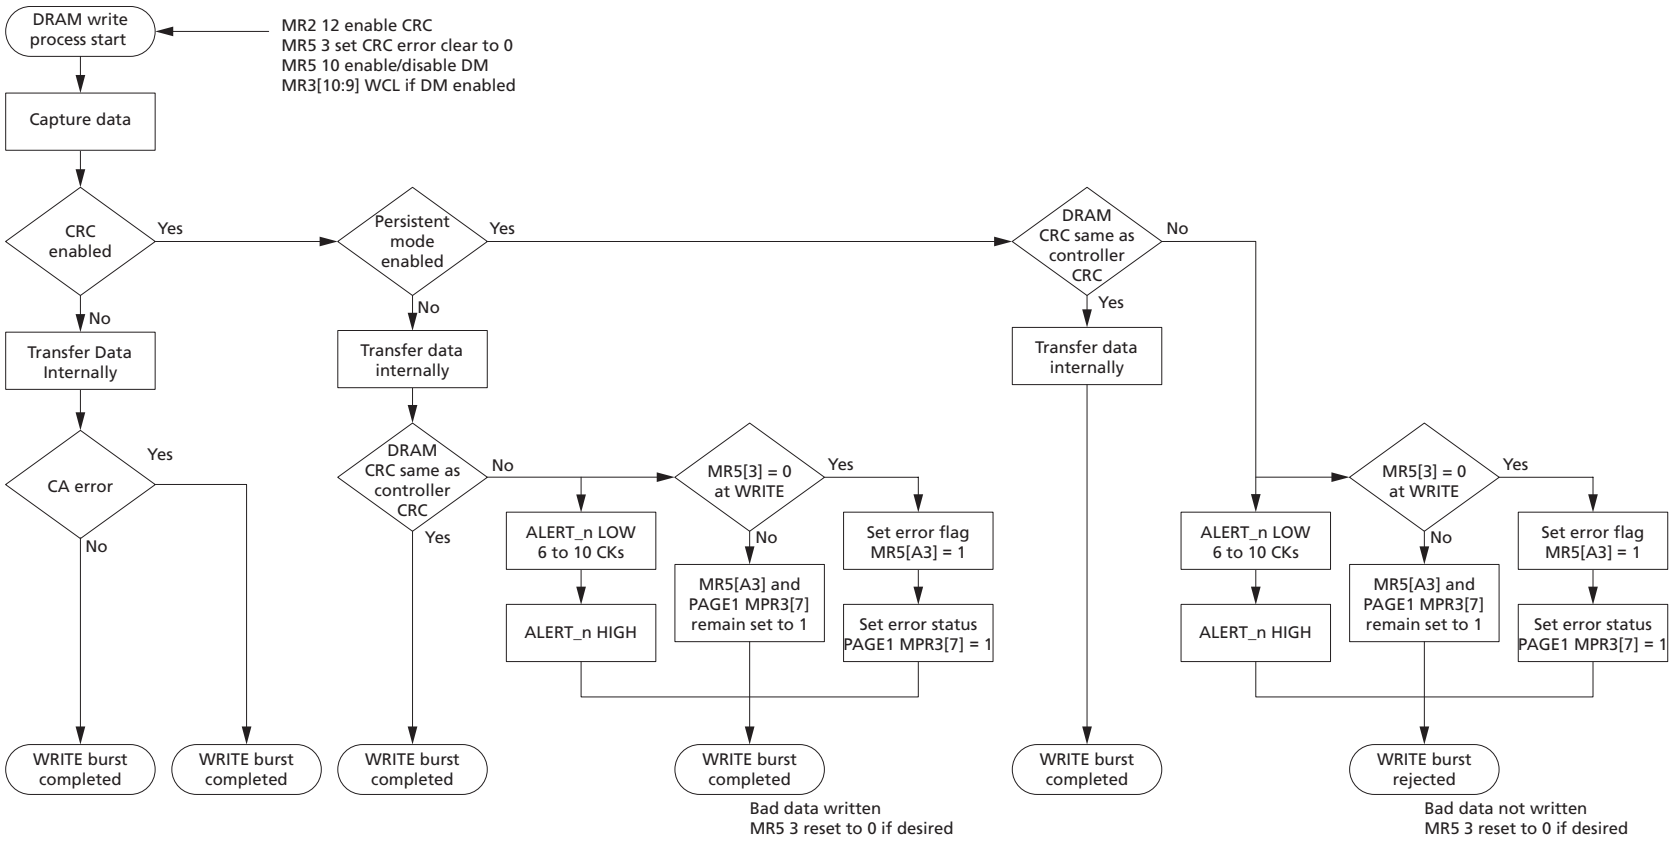 DRAM write
process start
MR2 12 enable CRC
MR5 3 set CRC error clear to 0
MR5 10 enable/disable DM
MR3[10:9] WCL if DM enabled
Capture data
CRC
enabled
Yes
Persistent
mode
enabled
Yes
DRAM
CRC same as
controller
CRC
No
No
No
Yes
Transfer Data
Internally
Transfer data
internally
Transfer data
internally
CA error
Yes
No
DRAM
CRC same as
controller
CRC
No
Yes
MR5[3] = 0
at WRITE
Yes
No
MR5[3] = 0
at WRITE
Yes
No
ALERT_n LOW
6 to 10 CKs
Set error flag
MR5[A3] = 1
ALERT_n LOW
6 to 10 CKs
Set error flag
MR5[A3] = 1
ALERT_n HIGH
MR5[A3] and
PAGE1 MPR3[7]
remain set to 1
Set error status
PAGE1 MPR3[7] = 1
ALERT_n HIGH
MR5[A3] and
PAGE1 MPR3[7]
remain set to 1
Set error status
PAGE1 MPR3[7] = 1
WRITE burst
completed
WRITE burst
completed
WRITE burst
completed
WRITE burst
completed
WRITE burst
completed
WRITE burst
rejected
Bad data written
MR5 3 reset to 0 if desired
Bad data not written
MR5 3 reset to 0 if desired